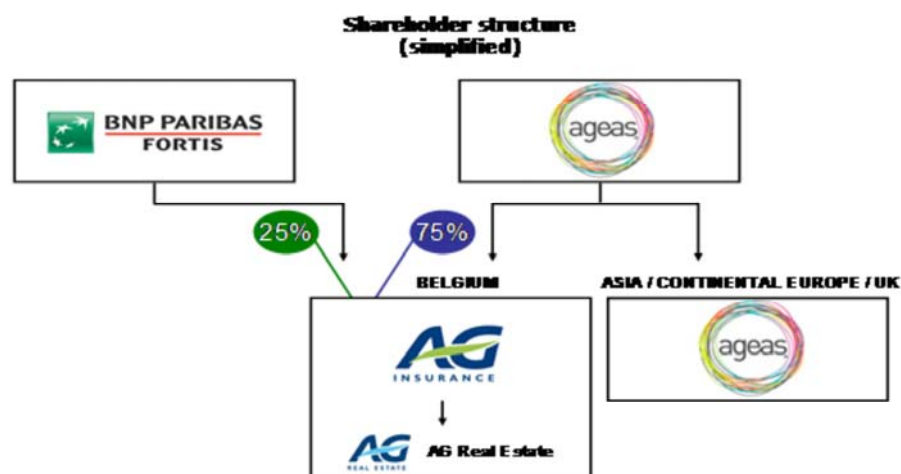 Shareholder structure
(simplified)
BNP PARIBAS
FORTIS
ageas
25%
75%
BELGIUM
ASIA / CONTINENTAL EUROPE / UK
AG
INSURANCE
ageas
AG
REAL ESTATE
AG Real Estate